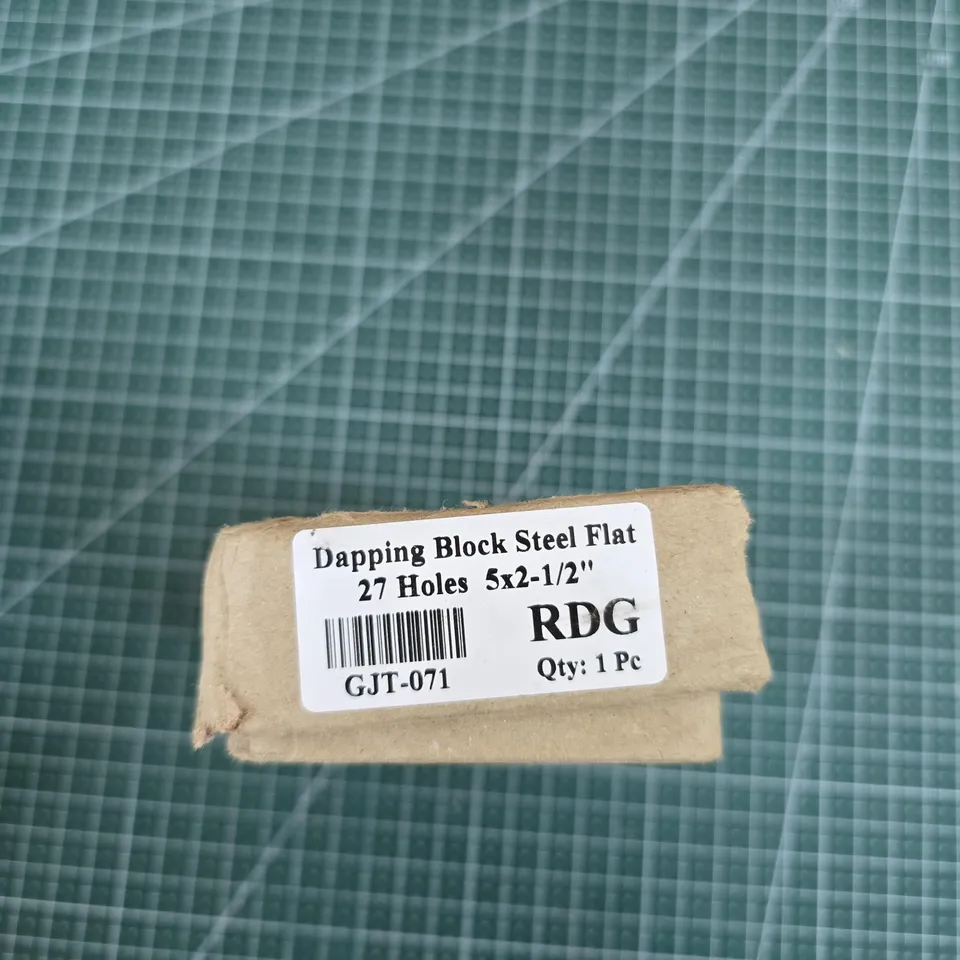 Dapping Block Steel Flat
27 Holes 5x2-1/2"
RDG
GJT-071
Qty: 1 Pc